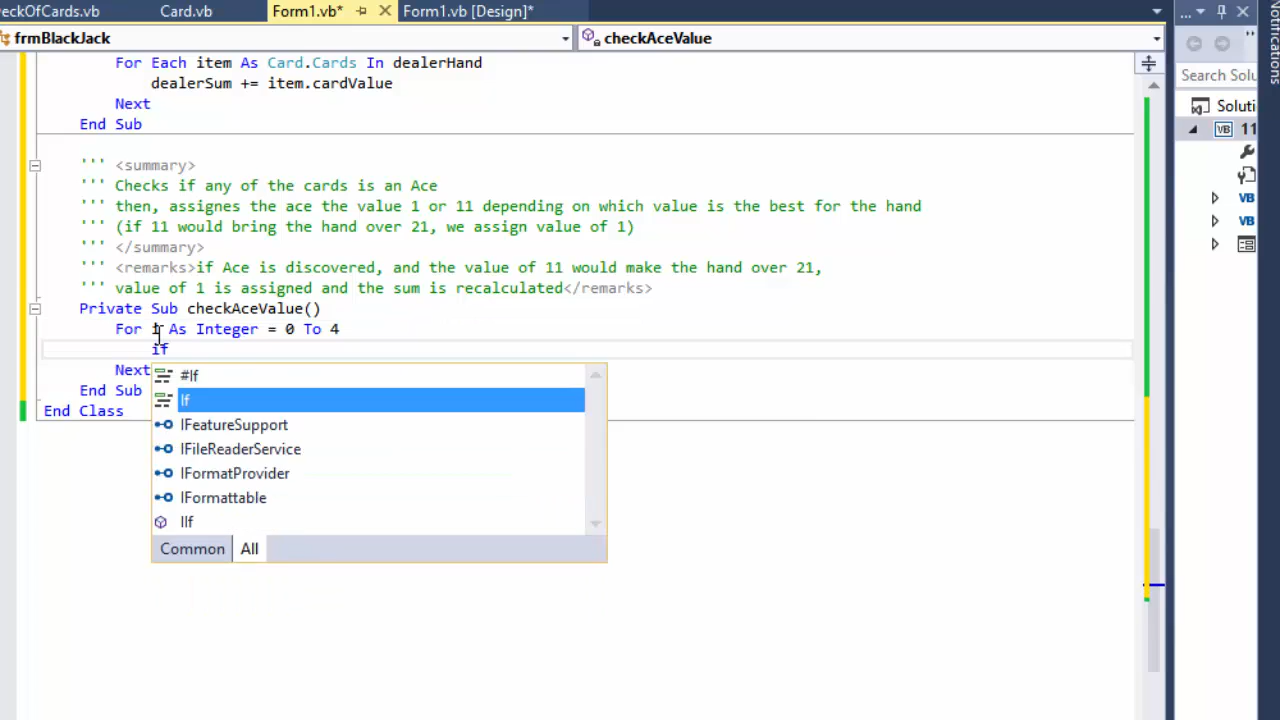 eckOfCards.vb Card.vb Form1.vb* Form1.vb [Design]*
frmBlackJack checkAceValue
For Each item As Card.Cards In dealerHand
dealerSum += item.cardValue
Next
End Sub
''' <summary>
''' Checks if any of the cards is an Ace
''' then, assignes the ace the value 1 or 11 depending on which value is the best for the hand
''' (if 11 would bring the hand over 21, we assign value of 1)
''' </summary>
''' <remarks>if Ace is discovered, and the value of 11 would make the hand over 21,
''' value of 1 is assigned and the sum is recalculated</remarks>
Private Sub checkAceValue()
For i As Integer = 0 To 4
if
Next
End Sub
End Class
#If
If
IFeatureSupport
IFileReaderService
IFormatProvider
IFormattable
IIf
Common All
...
Search Solu
Soluti
VB 11
VB
VB
Notifications